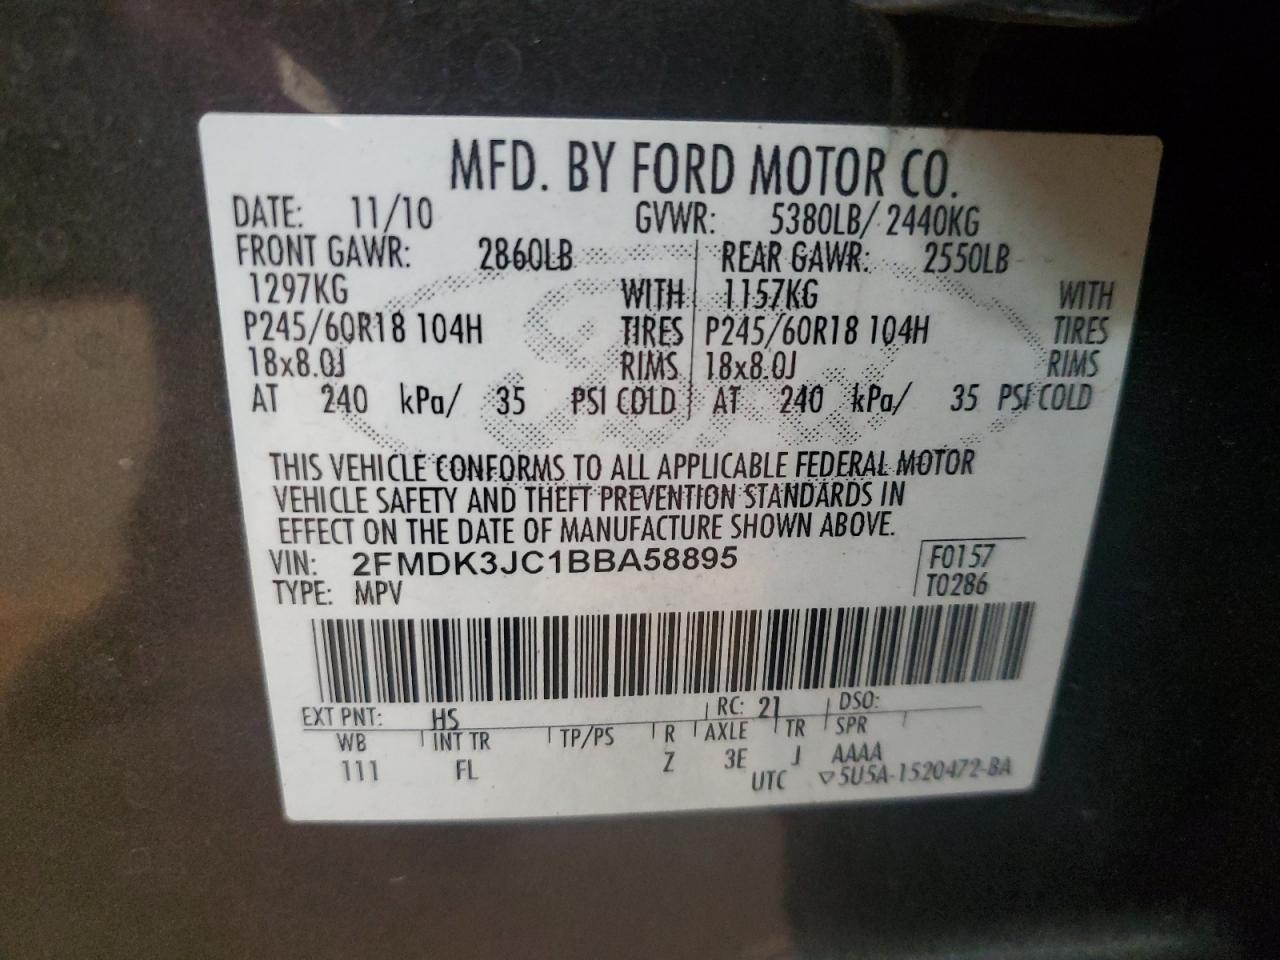 MFD. BY FORD MOTOR CO.
DATE: 11/10 GVWR: 5380LB/ 2440KG
FRONT GAWR: 2860LB REAR GAWR: 2550LB
1297KG WITH 1157KG WITH
P245/60R18 104H TIRES P245/60R18 104H TIRES
18x8.0J RIMS 18x8.0J RIMS
AT 240 kPa/ 35 PSI COLD AT 240 kPa/ 35 PSI COLD
THIS VEHICLE CONFORMS TO ALL APPLICABLE FEDERAL MOTOR
VEHICLE SAFETY AND THEFT PREVENTION STANDARDS IN
EFFECT ON THE DATE OF MANUFACTURE SHOWN ABOVE.
VIN: 2FMDK3JC1BBA58895 F0157
TYPE: MPV T0286
EXT PNT: HS RC: 21 DSO:
WB INT TR TP/PS R AXLE TR SPR
111 FL Z 3E J AAAA
UTC ▽5U5A-1520472-BA